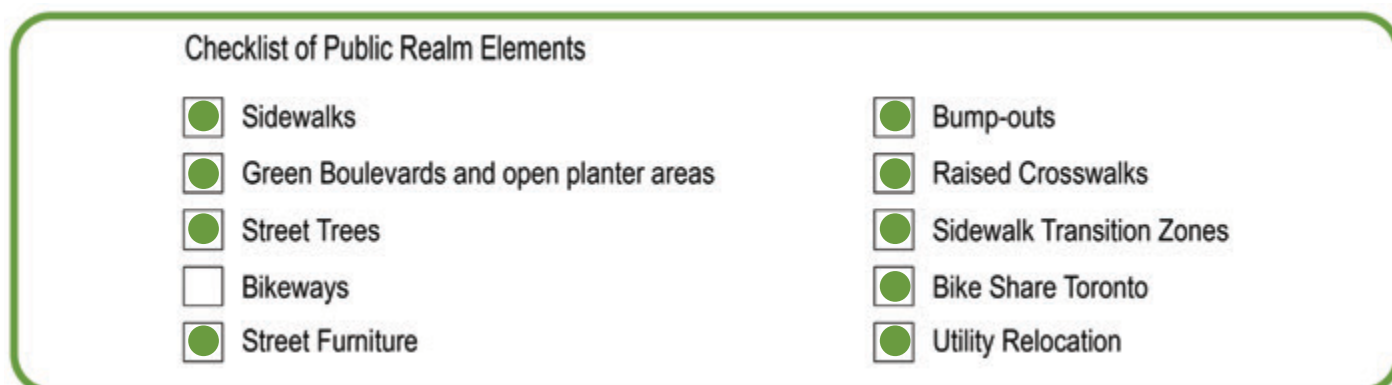 Checklist of Public Realm Elements
Sidewalks
Green Boulevards and open planter areas
Street Trees
Bikeways
Street Furniture
Bump-outs
Raised Crosswalks
Sidewalk Transition Zones
Bike Share Toronto
Utility Relocation